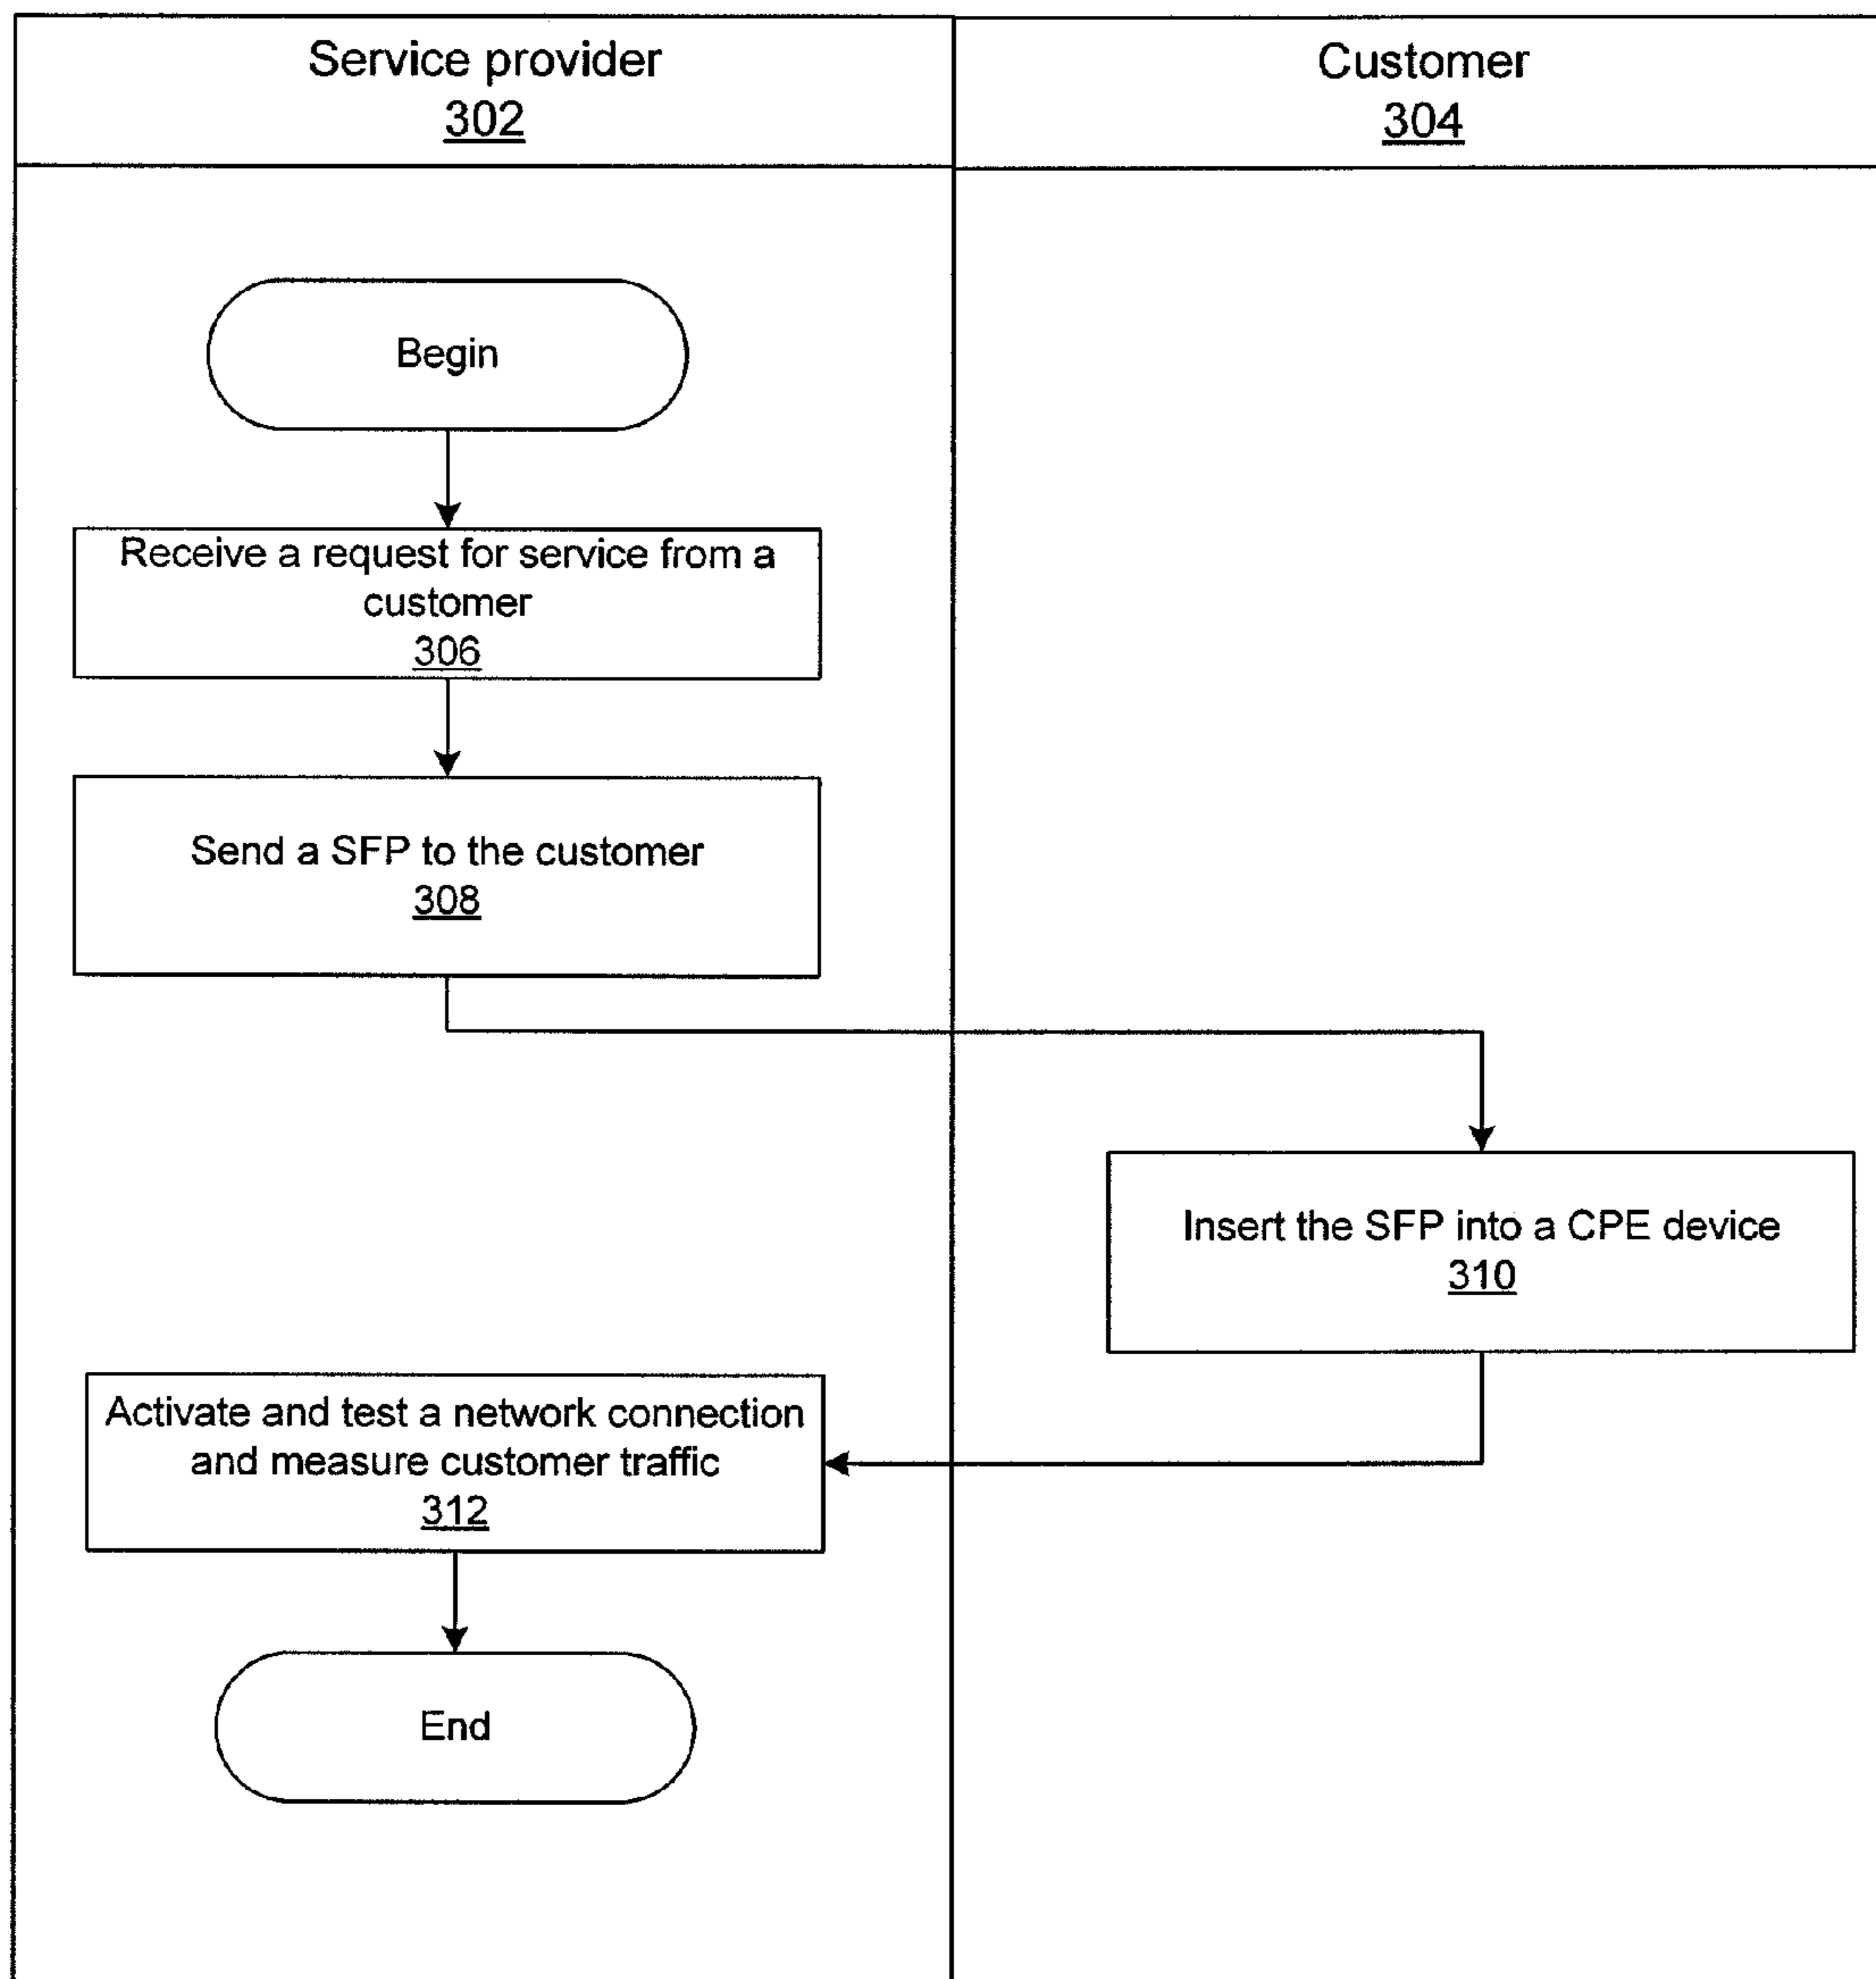 Service provider
302
Customer
304
Begin
Receive a request for service from a
customer
306
Send a SFP to the customer
308
Insert the SFP into a CPE device
310
Activate and test a network connection
and measure customer traffic
312
End